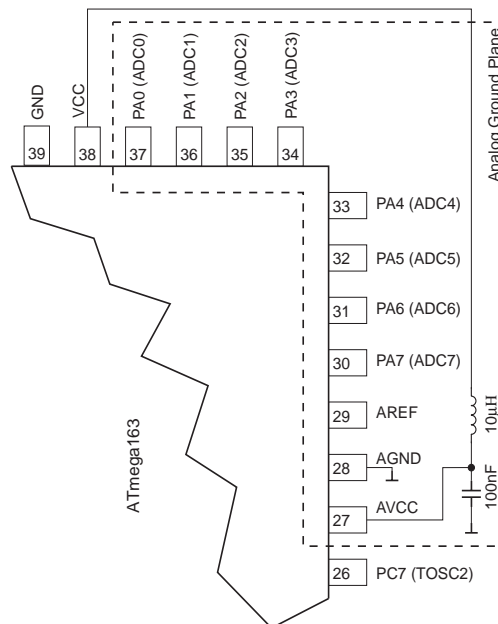 Analog Ground Plane
GND
VCC
PA0 (ADC0)
PA1 (ADC1)
PA2 (ADC2)
PA3 (ADC3)
39
38
37
36
35
34
33
PA4 (ADC4)
32
PA5 (ADC5)
31
PA6 (ADC6)
30
PA7 (ADC7)
29
AREF
10μH
28
AGND
27
AVCC
100nF
26
PC7 (TOSC2)
ATmega163